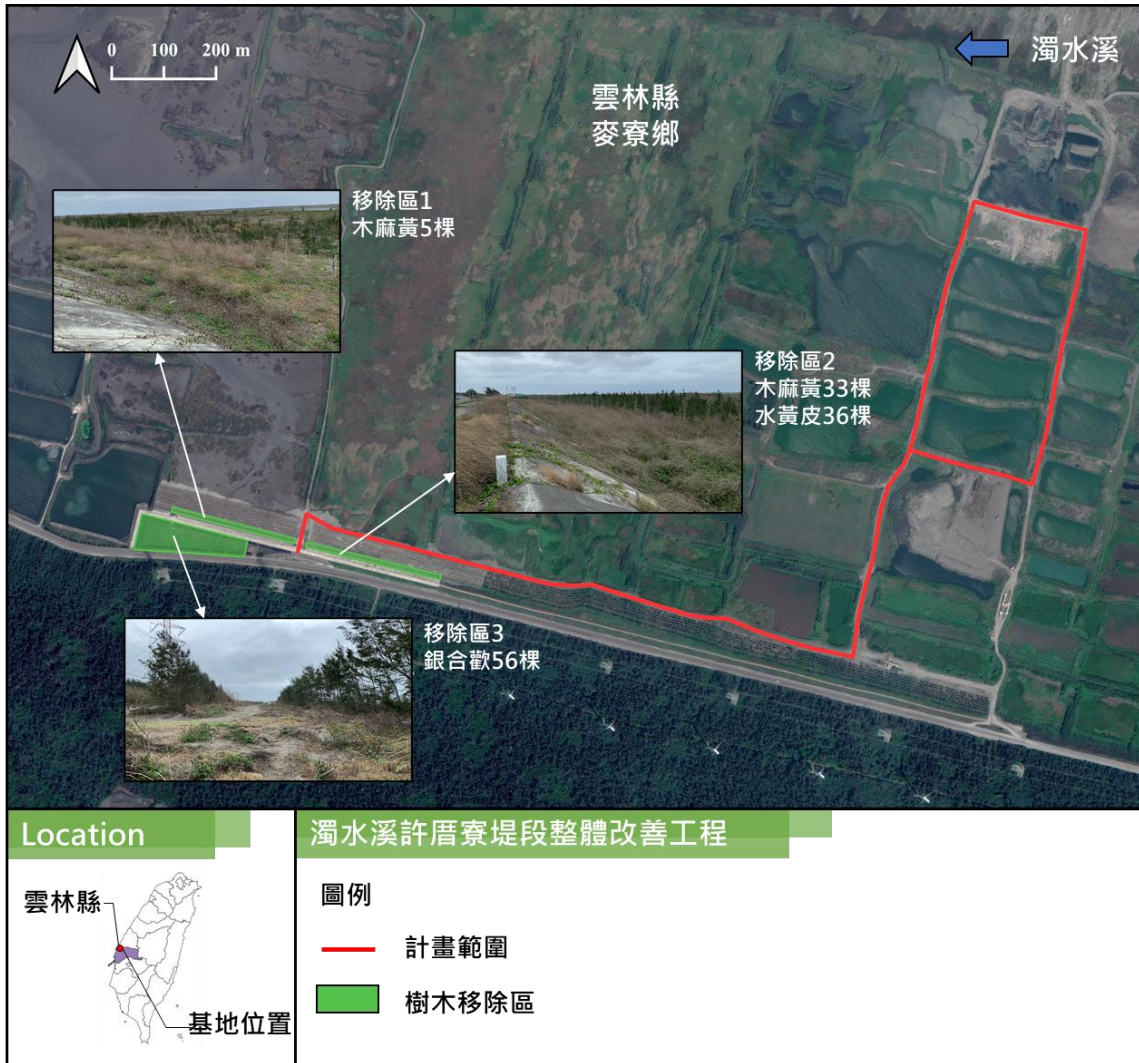 0 100 200 m
濁水溪
雲林縣
麥寮鄉
移除區1
木麻黃5棵
移除區2
木麻黃33棵
水黃皮36棵
移除區3
銀合歡56棵
Location
雲林縣
基地位置
濁水溪許厝寮堤段整體改善工程
圖例
計畫範圍
樹木移除區